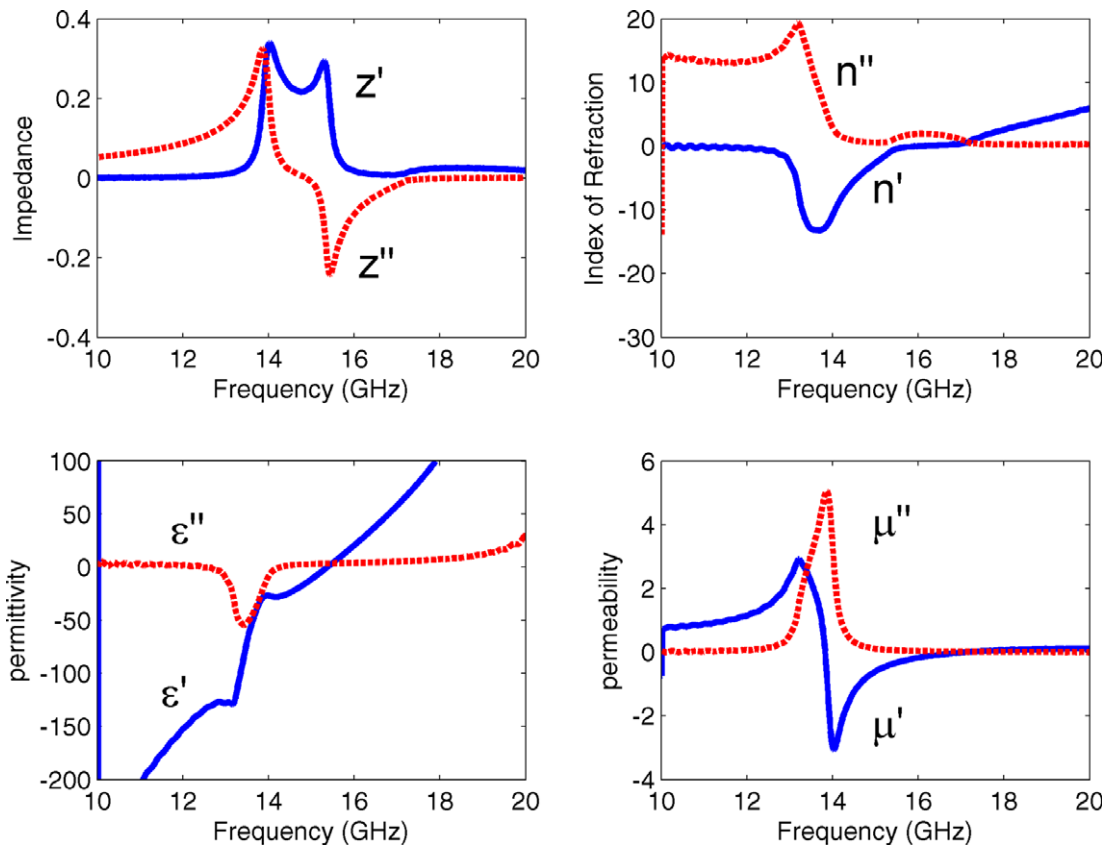 0.4
0.2
0
-0.2
-0.4
Impedance
z'
z''
10 12 14 16 18 20
Frequency (GHz)
20
10
0
-10
-20
-30
Index of Refraction
n''
n'
10 12 14 16 18 20
Frequency (GHz)
100
50
0
-50
-100
-150
-200
permittivity
ε''
ε'
10 12 14 16 18 20
Frequency (GHz)
6
4
2
0
-2
-4
permeability
μ''
μ'
10 12 14 16 18 20
Frequency (GHz)